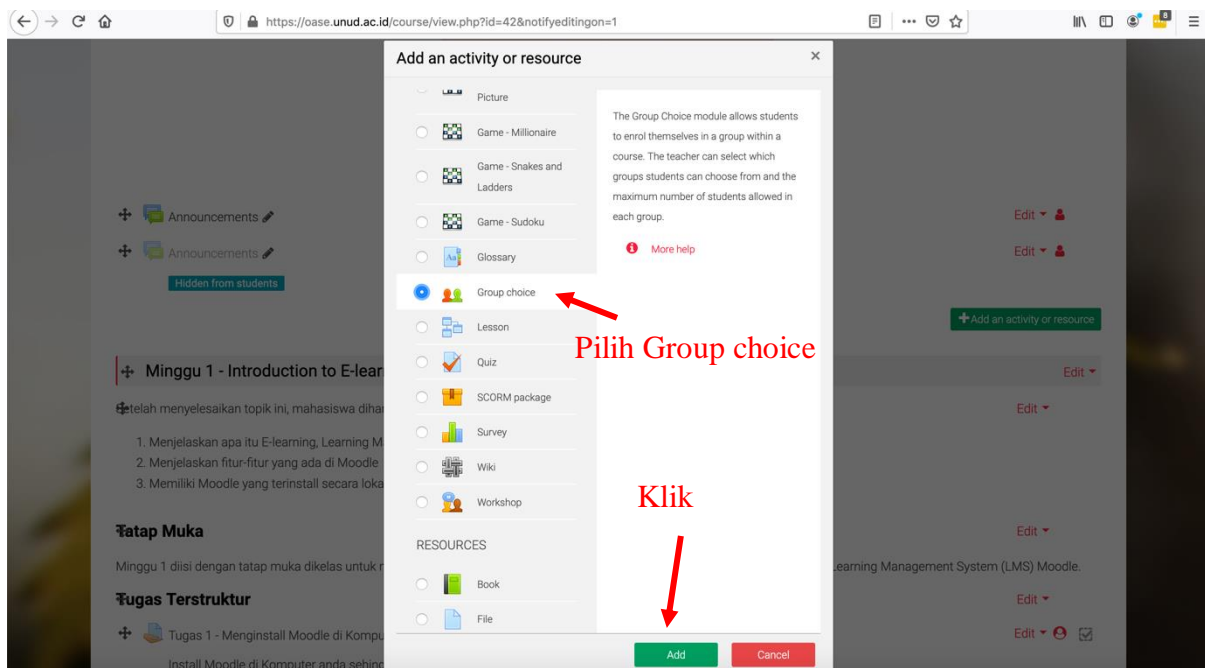 https://oase.unud.ac.id/course/view.php?id=42&notifyeditingon=1
8
Add an activity or resource ×
Picture
Game - Millionaire
Game - Snakes and
Ladders
Game - Sudoku
Glossary
Group choice
Lesson
Quiz
SCORM package
Survey
Wiki
Workshop
RESOURCES
Book
File
The Group Choice module allows students
to enrol themselves in a group within a
course. The teacher can select which
groups students can choose from and the
maximum number of students allowed in
each group.
More help
Pilih Group choice
Klik
Add Cancel
Announcements Edit
Announcements Edit
Hidden from students
+Add an activity or resource
Minggu 1 - Introduction to E-lear Edit
Setelah menyelesaikan topik ini, mahasiswa dihar Edit
1. Menjelaskan apa itu E-learning, Learning M
2. Menjelaskan fitur-fitur yang ada di Moodle
3. Memiliki Moodle yang terinstall secara loka
Tatap Muka Edit
Minggu 1 diisi dengan tatap muka dikelas untuk earning Management System (LMS) Moodle.
Tugas Terstruktur Edit
Tugas 1 - Menginstall Moodle di Kompu Edit
Install Moodle di Komputer anda sehing